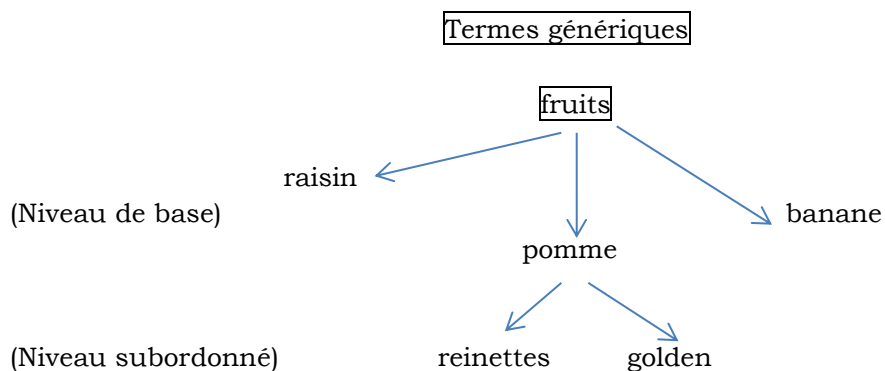 Termes génériques
fruits
raisin
(Niveau de base)
banane
pomme
(Niveau subordonné)
reinettes
golden